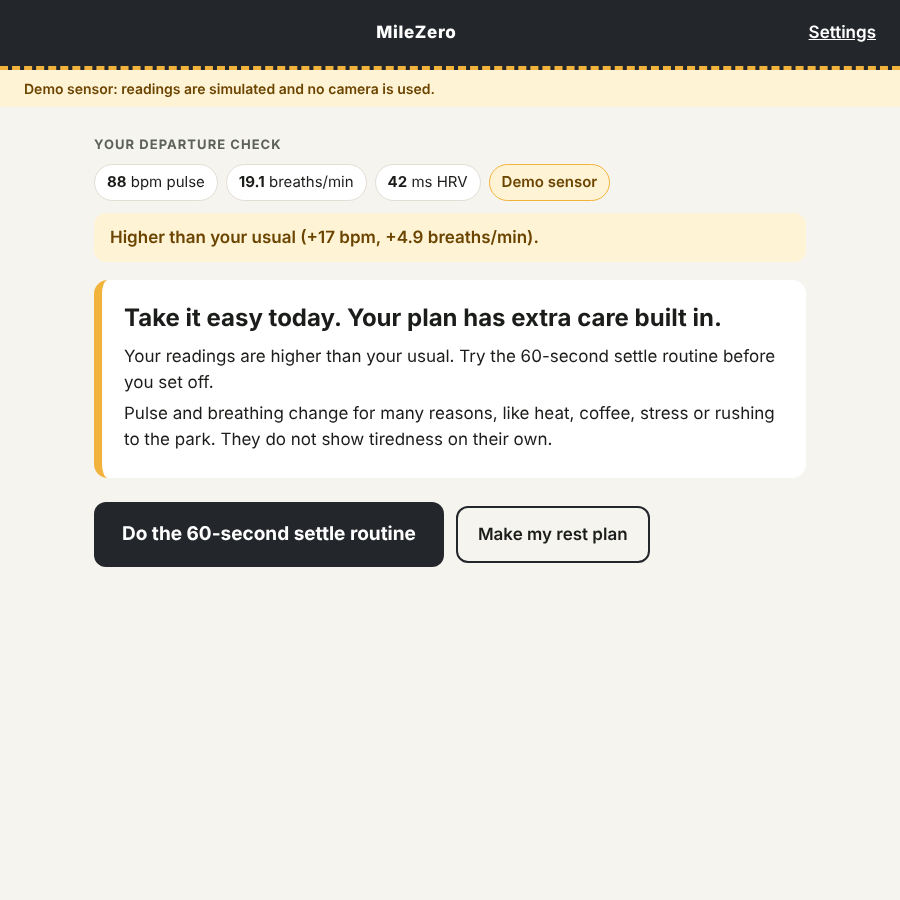 MileZero
Settings
Demo sensor: readings are simulated and no camera is used.
YOUR DEPARTURE CHECK
88 bpm pulse
19.1 breaths/min
42 ms HRV
Demo sensor
Higher than your usual (+17 bpm, +4.9 breaths/min).
Take it easy today. Your plan has extra care built in.
Your readings are higher than your usual. Try the 60-second settle routine before
you set off.
Pulse and breathing change for many reasons, like heat, coffee, stress or rushing
to the park. They do not show tiredness on their own.
Do the 60-second settle routine
Make my rest plan